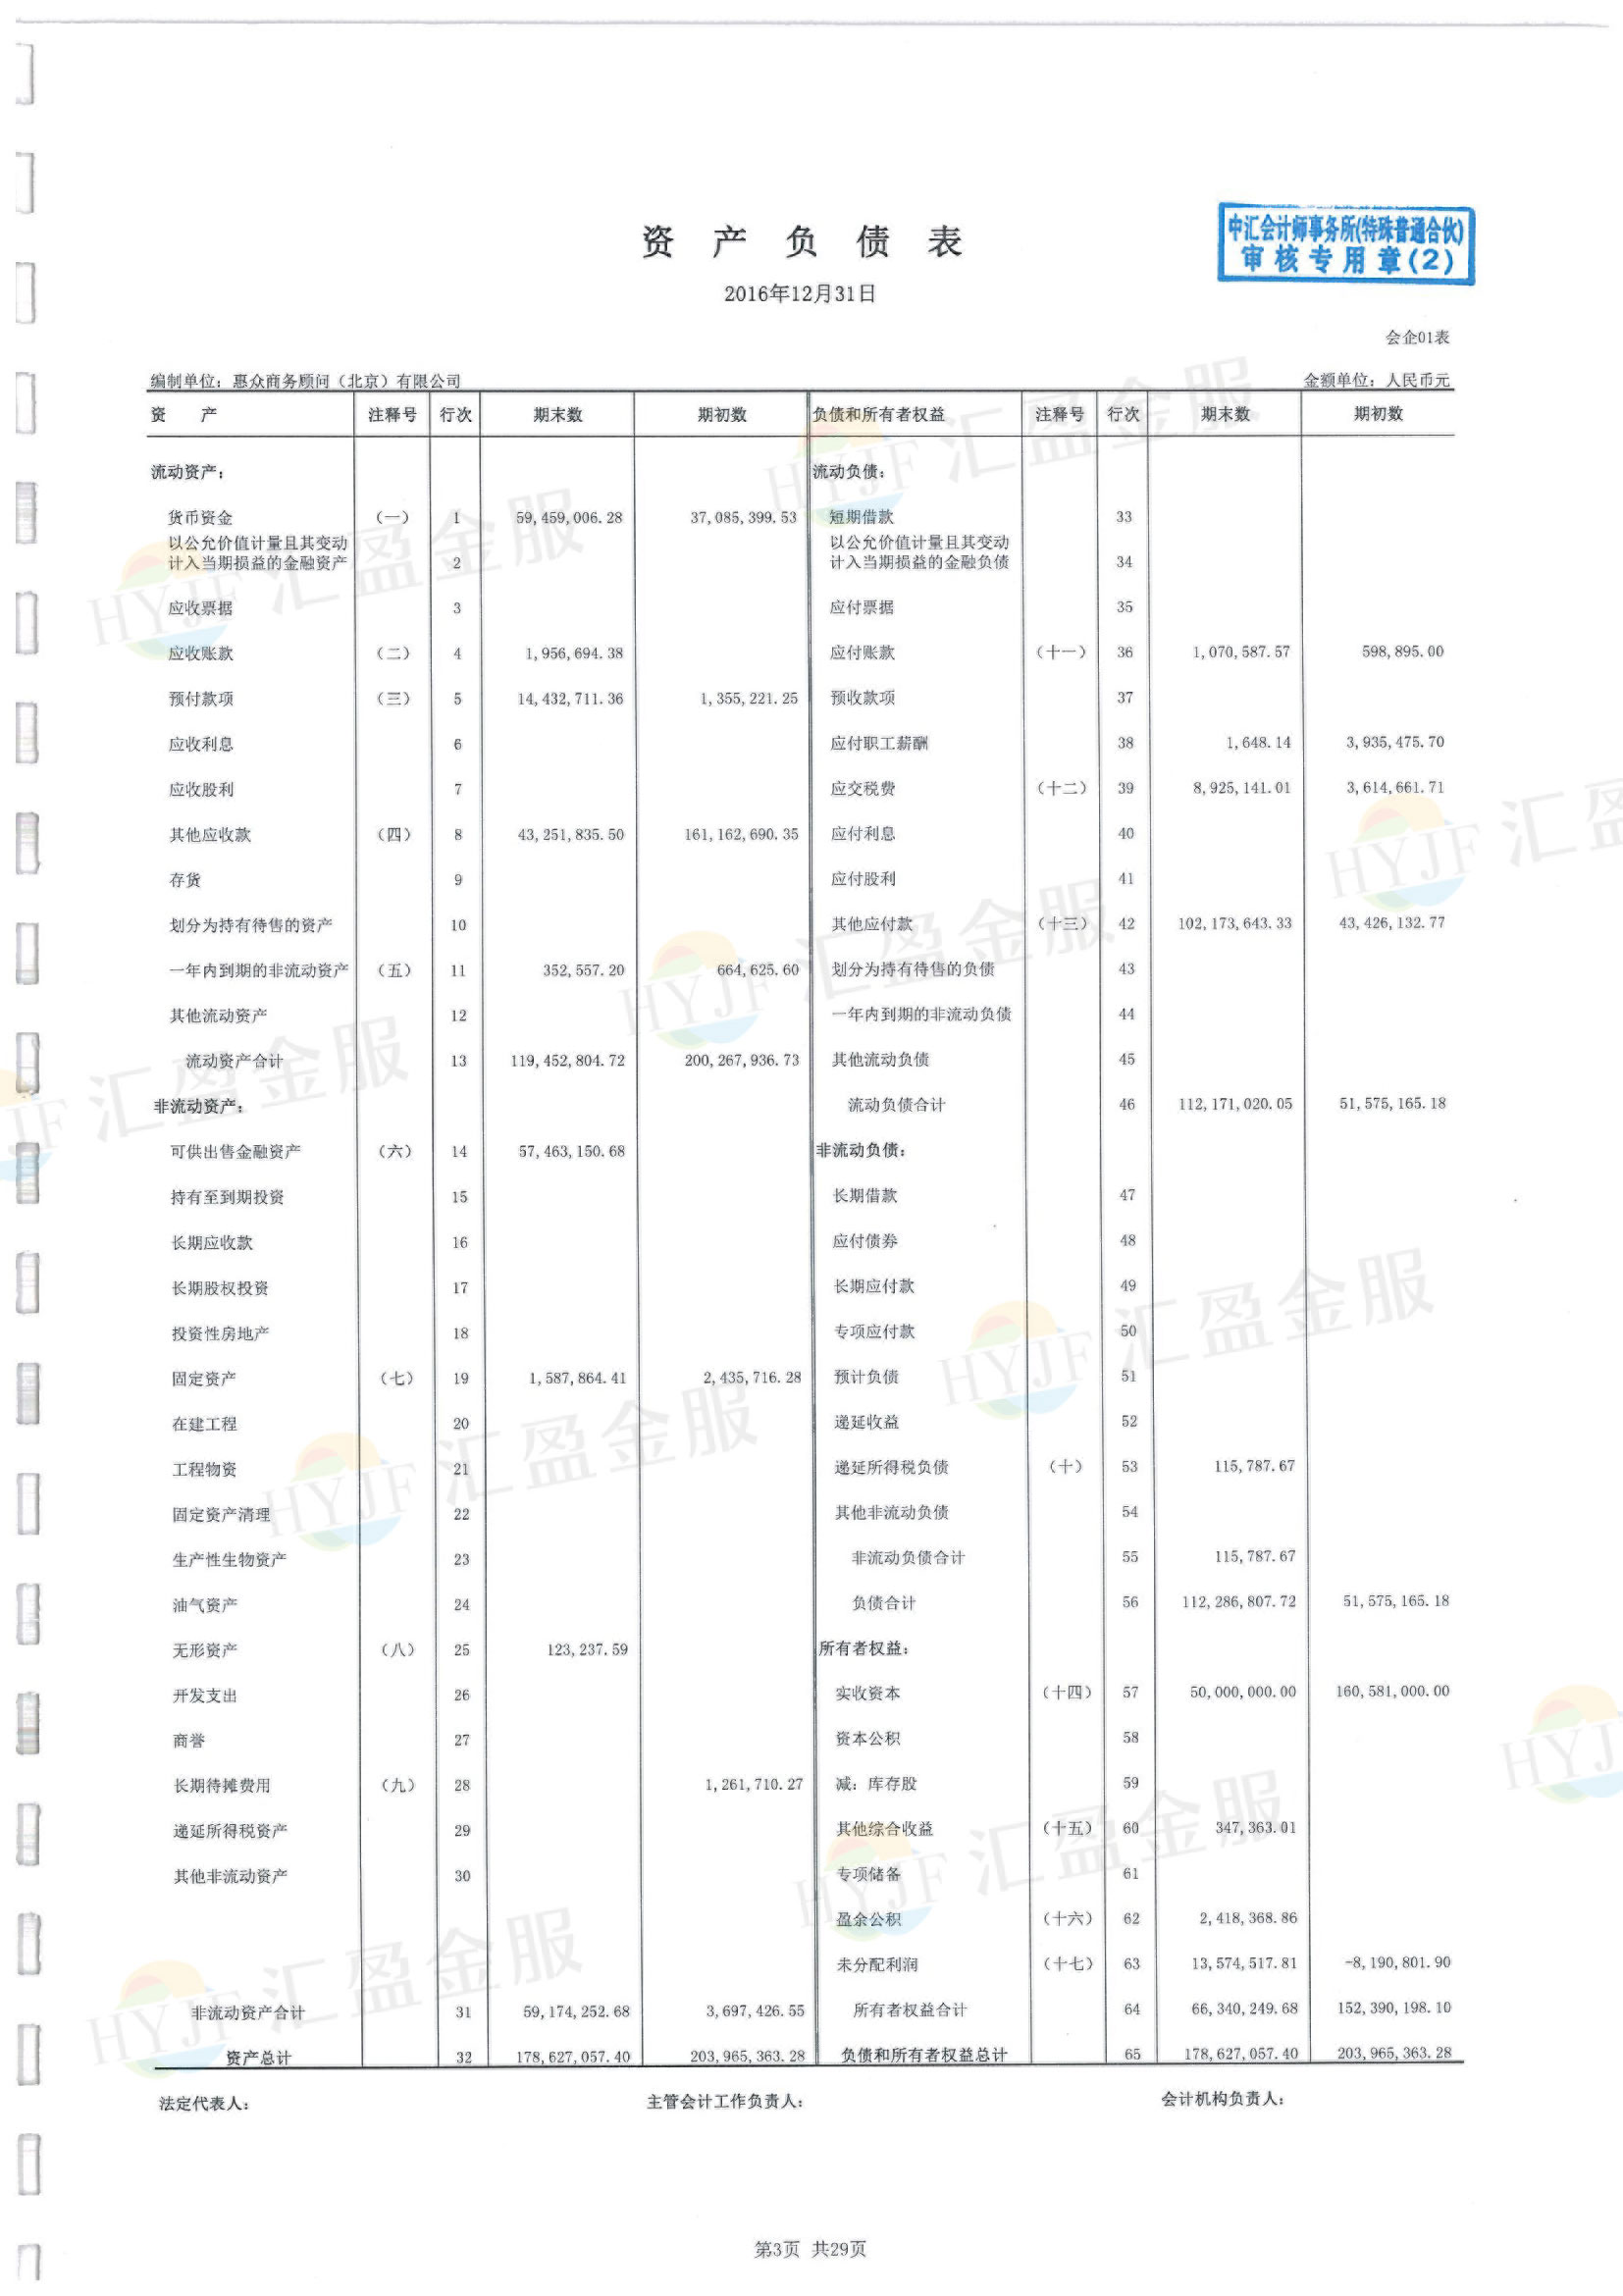 中汇会计师事务所(特殊普通合伙)
审核专用章(2)
资 产 负 债 表
2016年12月31日
会企01表
编制单位：惠众商务顾问（北京）有限公司 金额单位：人民币元
资 产 注释号 行次 期末数 期初数 负债和所有者权益 注释号 行次 期末数 期初数
流动资产： 流动负债：
货币资金 （一） 1 59,459,006.28 37,085,399.53 短期借款 33
以公允价值计量且其变动 以公允价值计量且其变动
计入当期损益的金融资产 2 计入当期损益的金融负债 34
应收票据 3 应付票据 35
应收账款 （二） 4 1,956,694.38 应付账款 （十一） 36 1,070,587.57 598,895.00
预付款项 （三） 5 14,432,711.36 1,355,221.25 预收款项 37
应收利息 6 应付职工薪酬 38 1,648.14 3,935,475.70
应收股利 7 应交税费 （十二） 39 8,925,141.01 3,614,661.71
其他应收款 （四） 8 43,251,835.50 161,162,690.35 应付利息 40
存货 9 应付股利 41
划分为持有待售的资产 10 其他应付款 （十三） 42 102,173,643.33 43,426,132.77
一年内到期的非流动资产 （五） 11 352,557.20 664,625.60 划分为持有待售的负债 43
其他流动资产 12 一年内到期的非流动负债 44
流动资产合计 13 119,452,804.72 200,267,936.73 其他流动负债 45
非流动资产： 流动负债合计 46 112,171,020.05 51,575,165.18
可供出售金融资产 （六） 14 57,463,150.68 非流动负债：
持有至到期投资 15 长期借款 47
长期应收款 16 应付债券 48
长期股权投资 17 长期应付款 49
投资性房地产 18 专项应付款 50
固定资产 （七） 19 1,587,864.41 2,435,716.28 预计负债 51
在建工程 20 递延收益 52
工程物资 21 递延所得税负债 （十） 53 115,787.67
固定资产清理 22 其他非流动负债 54
生产性生物资产 23 非流动负债合计 55 115,787.67
油气资产 24 负债合计 56 112,286,807.72 51,575,165.18
无形资产 （八） 25 123,237.59 所有者权益：
开发支出 26 实收资本 （十四） 57 50,000,000.00 160,581,000.00
商誉 27 资本公积 58
长期待摊费用 （九） 28 1,261,710.27 减：库存股 59
递延所得税资产 29 其他综合收益 （十五） 60 347,363.01
其他非流动资产 30 专项储备 61
盈余公积 （十六） 62 2,418,368.86
未分配利润 （十七） 63 13,574,517.81 -8,190,801.90
非流动资产合计 31 59,174,252.68 3,697,426.55 所有者权益合计 64 66,340,249.68 152,390,198.10
资产总计 32 178,627,057.40 203,965,363.28 负债和所有者权益总计 65 178,627,057.40 203,965,363.28
法定代表人： 主管会计工作负责人： 会计机构负责人：
第3页 共29页
HYJF 汇盈金服